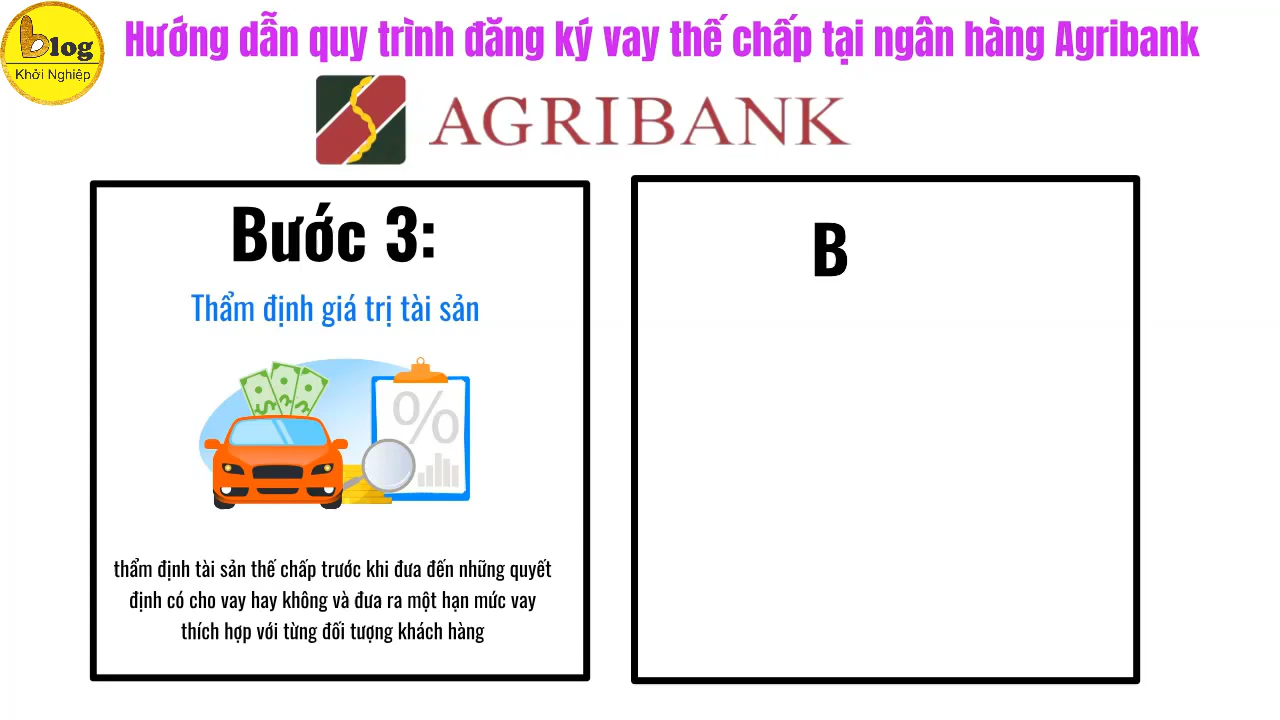 blog
Khởi Nghiệp
Hướng dẫn quy trình đăng ký vay thế chấp tại ngân hàng Agribank
AGRIBANK
Bước 3:
Thẩm định giá trị tài sản
%
thẩm định tài sản thế chấp trước khi đưa đến những quyết
định có cho vay hay không và đưa ra một hạn mức vay
thích hợp với từng đối tượng khách hàng
B